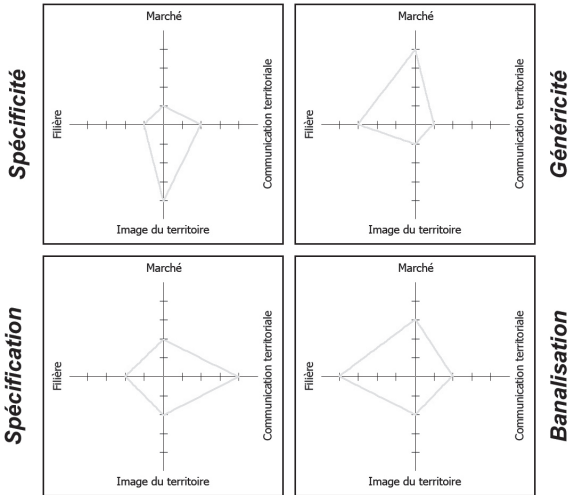 Spécificité
Marché
Filière
Communication territoriale
Image du territoire
Marché
Filière
Communication territoriale
Image du territoire
Généricité
Spécification
Marché
Filière
Communication territoriale
Image du territoire
Marché
Filière
Communication territoriale
Image du territoire
Banalisation